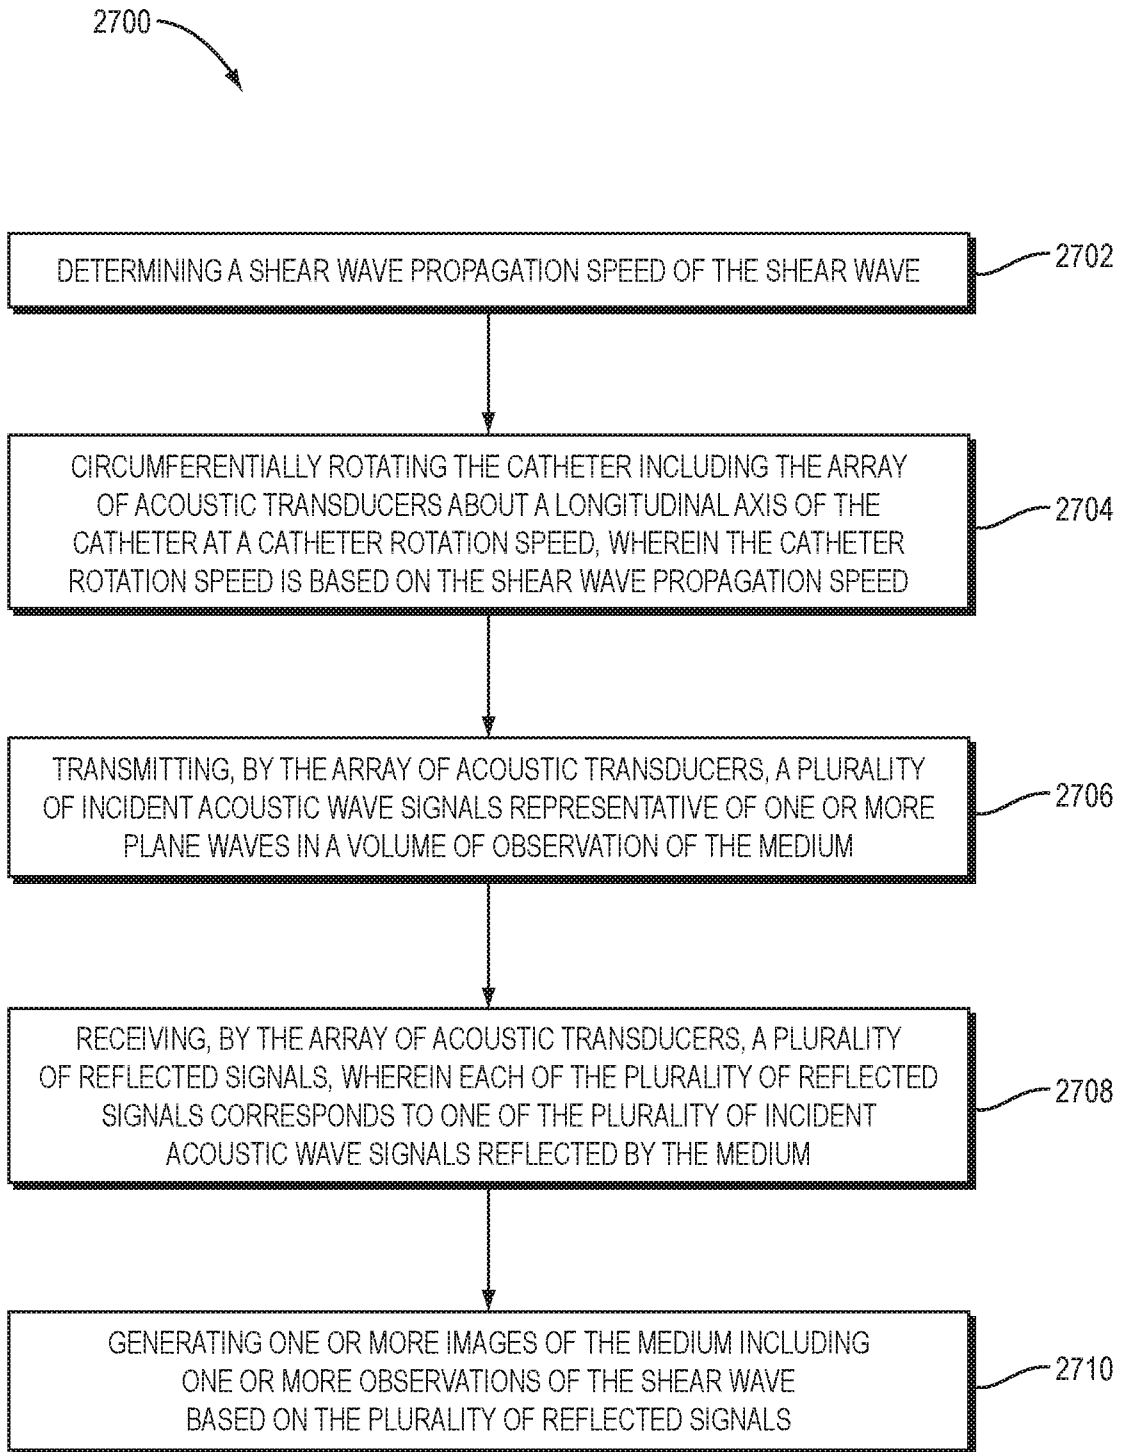 2700
DETERMINING A SHEAR WAVE PROPAGATION SPEED OF THE SHEAR WAVE
2702
CIRCUMFERENTIALLY ROTATING THE CATHETER INCLUDING THE ARRAY
OF ACOUSTIC TRANSDUCERS ABOUT A LONGITUDINAL AXIS OF THE
CATHETER AT A CATHETER ROTATION SPEED, WHEREIN THE CATHETER
ROTATION SPEED IS BASED ON THE SHEAR WAVE PROPAGATION SPEED
2704
TRANSMITTING, BY THE ARRAY OF ACOUSTIC TRANSDUCERS, A PLURALITY
OF INCIDENT ACOUSTIC WAVE SIGNALS REPRESENTATIVE OF ONE OR MORE
PLANE WAVES IN A VOLUME OF OBSERVATION OF THE MEDIUM
2706
RECEIVING, BY THE ARRAY OF ACOUSTIC TRANSDUCERS, A PLURALITY
OF REFLECTED SIGNALS, WHEREIN EACH OF THE PLURALITY OF REFLECTED
SIGNALS CORRESPONDS TO ONE OF THE PLURALITY OF INCIDENT
ACOUSTIC WAVE SIGNALS REFLECTED BY THE MEDIUM
2708
GENERATING ONE OR MORE IMAGES OF THE MEDIUM INCLUDING
ONE OR MORE OBSERVATIONS OF THE SHEAR WAVE
BASED ON THE PLURALITY OF REFLECTED SIGNALS
2710